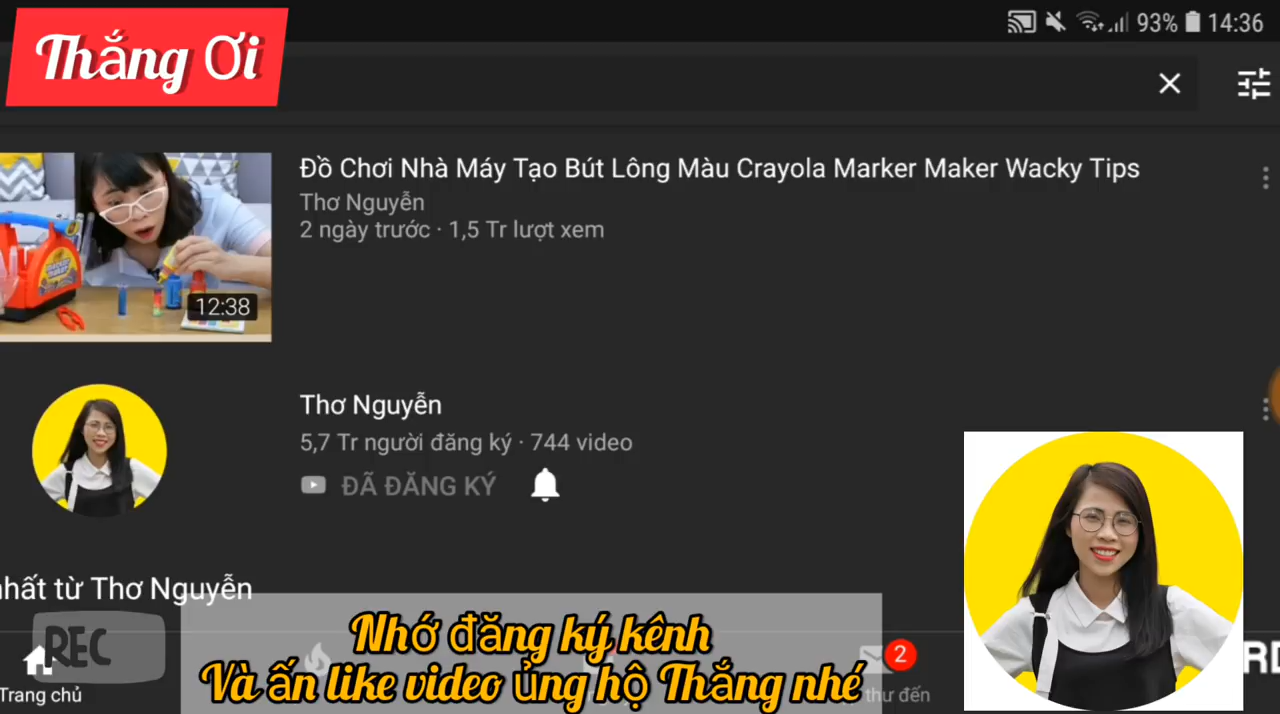 Thắng Ơi
93% 14:36
Đồ Chơi Nhà Máy Tạo Bút Lông Màu Crayola Marker Maker Wacky Tips
Thơ Nguyễn
2 ngày trước · 1,5 Tr lượt xem
12:38
Thơ Nguyễn
5,7 Tr người đăng ký · 744 video
ĐÃ ĐĂNG KÝ
nhất từ Thơ Nguyễn
REC
Nhớ đăng ký kênh
Và ấn like video ủng hộ Thắng nhé
2
Trang chủ
thư đến